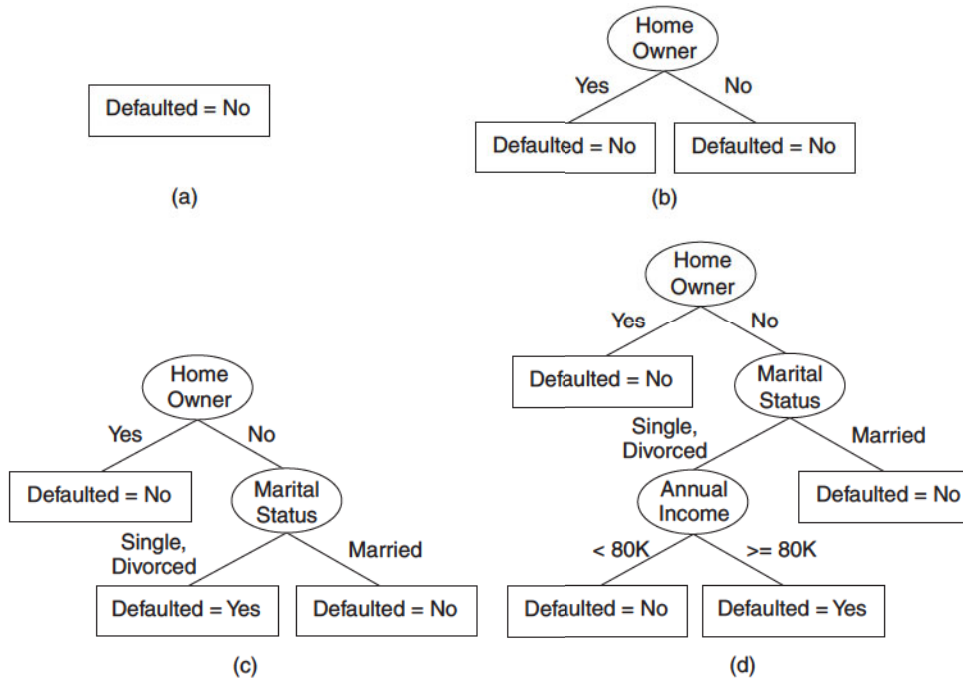 Defaulted = No
(a)
Home
Owner
Yes
No
Defaulted = No
Defaulted = No
(b)
Home
Owner
Yes
No
Defaulted = No
Marital
Status
Single,
Divorced
Married
Defaulted = Yes
Defaulted = No
(c)
Home
Owner
Yes
No
Defaulted = No
Marital
Status
Single,
Divorced
Married
Annual
Income
Defaulted = No
< 80K
>= 80K
Defaulted = No
Defaulted = Yes
(d)